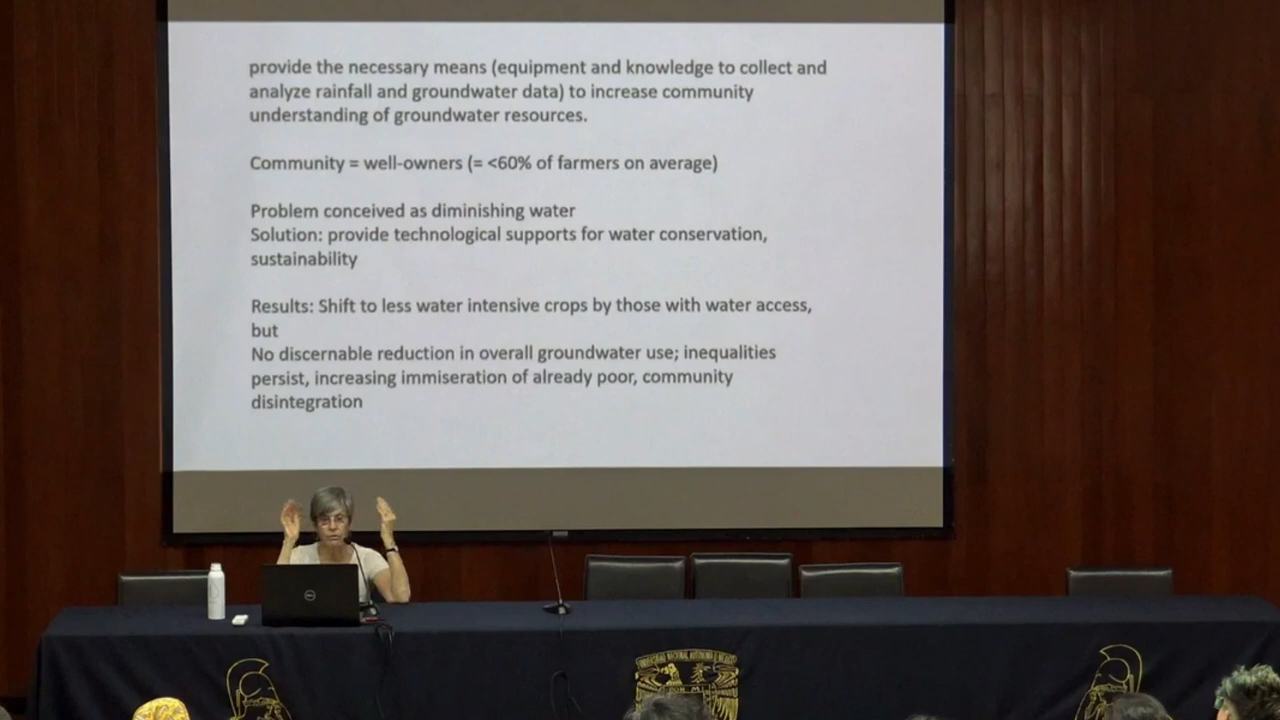 provide the necessary means (equipment and knowledge to collect and
analyze rainfall and groundwater data) to increase community
understanding of groundwater resources.
Community = well-owners (= <60% of farmers on average)
Problem conceived as diminishing water
Solution: provide technological supports for water conservation,
sustainability
Results: Shift to less water intensive crops by those with water access,
but
No discernable reduction in overall groundwater use; inequalities
persist, increasing immiseration of already poor, community
disintegration
DELL